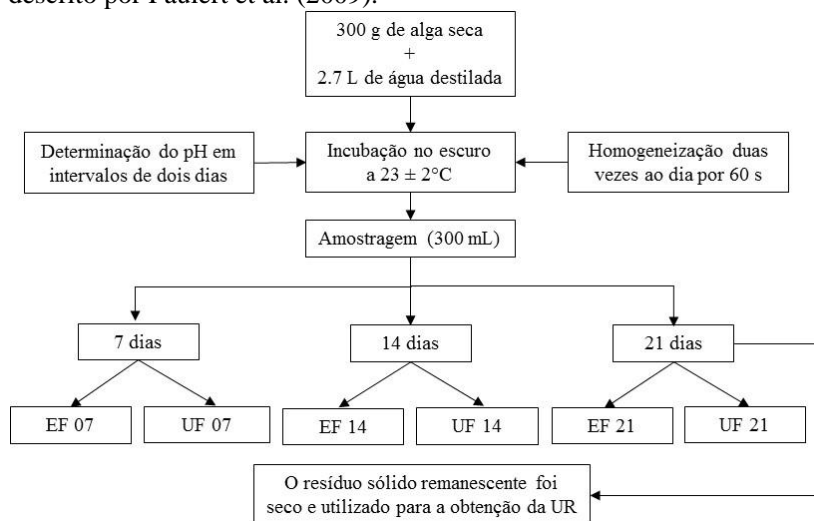 descrito por Paulert et al. (2009).
300 g de alga seca
+
2.7 L de água destilada
Determinação do pH em
intervalos de dois dias
Incubação no escuro
a 23 ± 2°C
Homogeneização duas
vezes ao dia por 60 s
Amostragem (300 mL)
7 dias
14 dias
21 dias
EF 07
UF 07
EF 14
UF 14
EF 21
UF 21
O resíduo sólido remanescente foi
seco e utilizado para a obtenção da UR